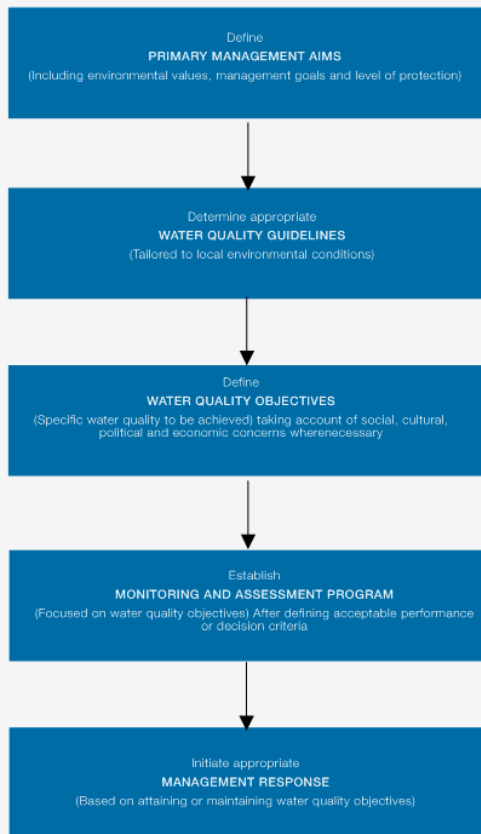 Define
PRIMARY MANAGEMENT AIMS
(Including environmental values, management goals and level of protection)
Determine appropriate
WATER QUALITY GUIDELINES
(Tailored to local environmental conditions)
Define
WATER QUALITY OBJECTIVES
(Specific water quality to be achieved) taking account of social, cultural,
political and economic concerns wherenecessary
Establish
MONITORING AND ASSESSMENT PROGRAM
(Focused on water quality objectives) After defining acceptable performance
or decision criteria
Initiate appropriate
MANAGEMENT RESPONSE
(Based on attaining or maintaining water quality objectives)